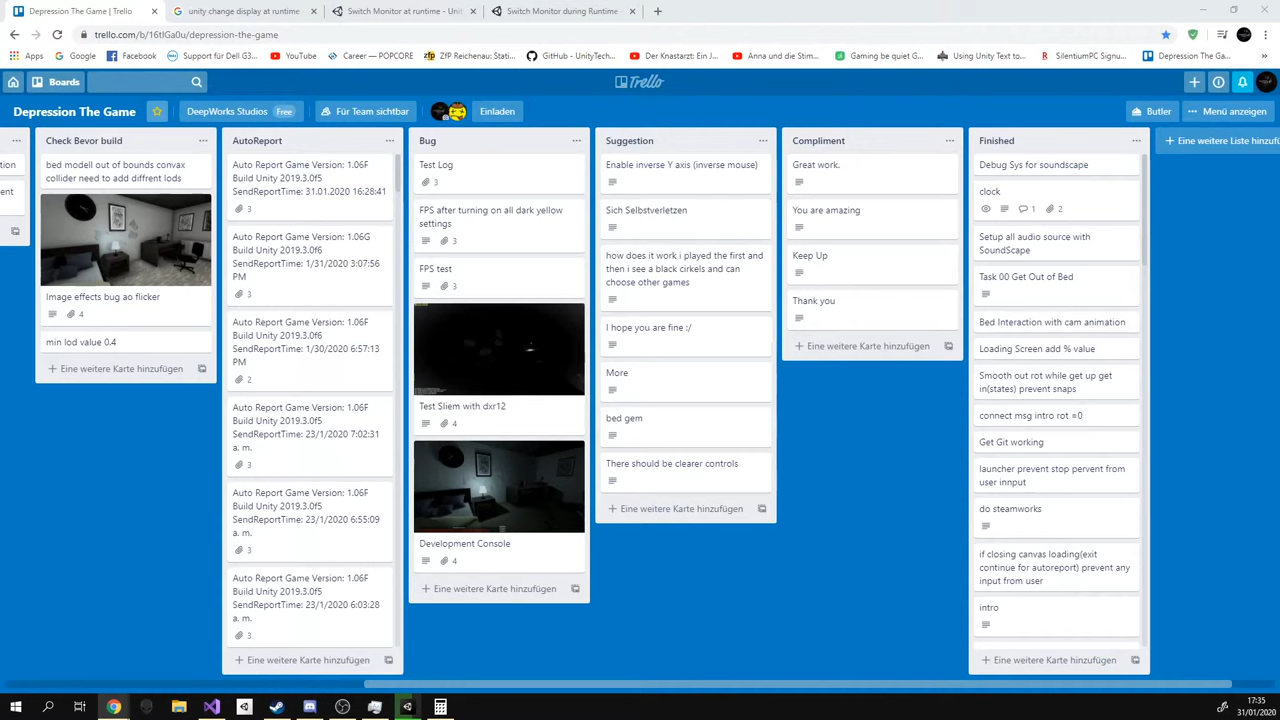 Depression The Game | Trello
unity change display at runtime -
Switch Monitor at runtime - Unit
Switch Monitor during Runtime -
trello.com/b/16tIGa0u/depression-the-game
Apps
Google
Facebook
Support für Dell G3...
YouTube
Career — POPCORE
ZfP Reichenau: Stati...
GitHub - UnityTech...
Der Knastarzt: Ein J...
Anna und die Stim...
Gaming be quiet G...
Using Unity Text to...
SilentiumPC Signu...
Depression The Ga...
Boards
Trello
Depression The Game
DeepWorks Studios
Free
Für Team sichtbar
Einladen
Butler
Menü anzeigen
tion
ent
Check Bevor build
bed modell out of bounds convax
collider need to add diffrent lods
Image effects bug ao flicker
4
min lod value 0.4
Eine weitere Karte hinzufügen
AutoReport
Auto Report Game Version: 1.06F
Build Unity 2019.3.0f5
SendReportTime: 31.01.2020 16:28:41
3
Auto Report Game Version: 1.06G
Build Unity 2019.3.0f6
SendReportTime: 1/31/2020 3:07:56
PM
3
Auto Report Game Version: 1.06F
Build Unity 2019.3.0f6
SendReportTime: 1/30/2020 6:57:13
PM
2
Auto Report Game Version: 1.06F
Build Unity 2019.3.0f5
SendReportTime: 23/1/2020 7:02:31
a. m.
3
Auto Report Game Version: 1.06F
Build Unity 2019.3.0f5
SendReportTime: 23/1/2020 6:55:09
a. m.
3
Auto Report Game Version: 1.06F
Build Unity 2019.3.0f5
SendReportTime: 23/1/2020 6:03:28
a. m.
3
Eine weitere Karte hinzufügen
Bug
Test Log
3
FPS after turning on all dark yellow
settings
3
FPS test
3
Test Sliem with dxr12
4
Development Console
4
Eine weitere Karte hinzufügen
Suggestion
Enable inverse Y axis (inverse mouse)
Sich Selbstverletzen
how does it work i played the first and
then i see a black cirkels and can
choose other games
I hope you are fine :/
More
bed gem
There should be clearer controls
Eine weitere Karte hinzufügen
Compliment
Great work.
You are amazing
Keep Up
Thank you
Eine weitere Karte hinzufügen
Finished
Debug Sys for soundscape
clock
1
2
Setup all audio source with
SoundScape
Task 00 Get Out of Bed
Bed Interaction with cam animation
Loading Screen add % value
Smooth out rot while get up get
in(states) prevent snaps
connect msg intro rot =0
Get Git working
launcher prevent stop pervent from
user innput
do steamworks
if closing canvas loading(exit
continue for autoreport) prevent any
input from user
intro
Eine weitere Karte hinzufügen
Eine weitere Liste hinzufü
17:35
31/01/2020